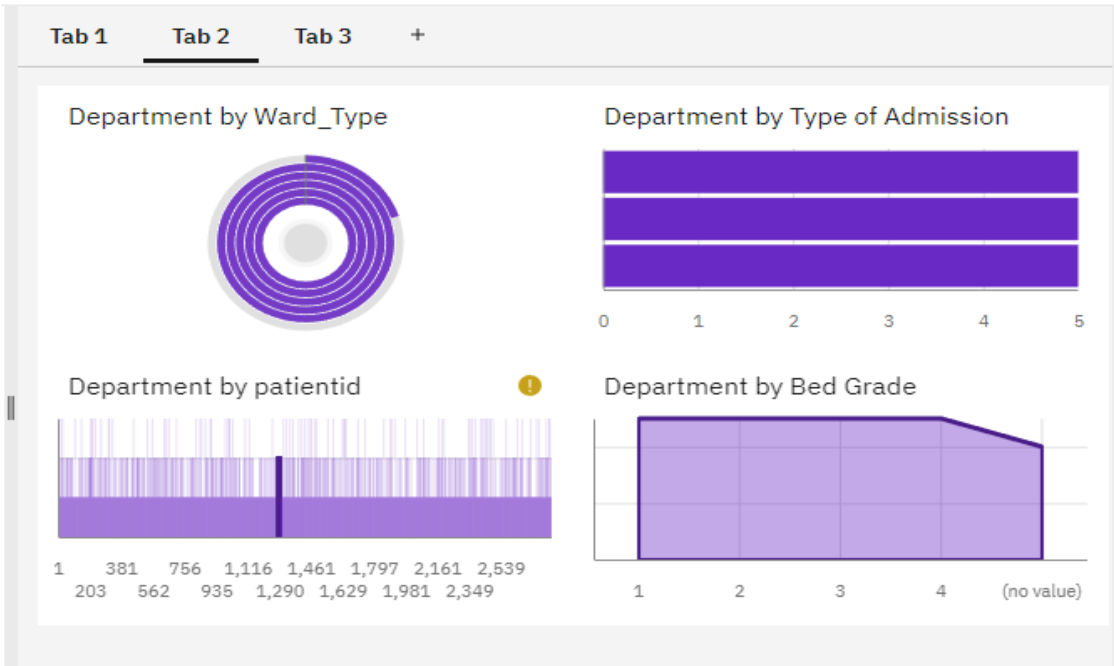 Tab 1 Tab 2 Tab 3 +
Department by Ward_Type
Department by Type of Admission
0 1 2 3 4 5
Department by patientid
!
1 381 756 1,116 1,461 1,797 2,161 2,539
203 562 935 1,290 1,629 1,981 2,349
Department by Bed Grade
1 2 3 4 (no value)